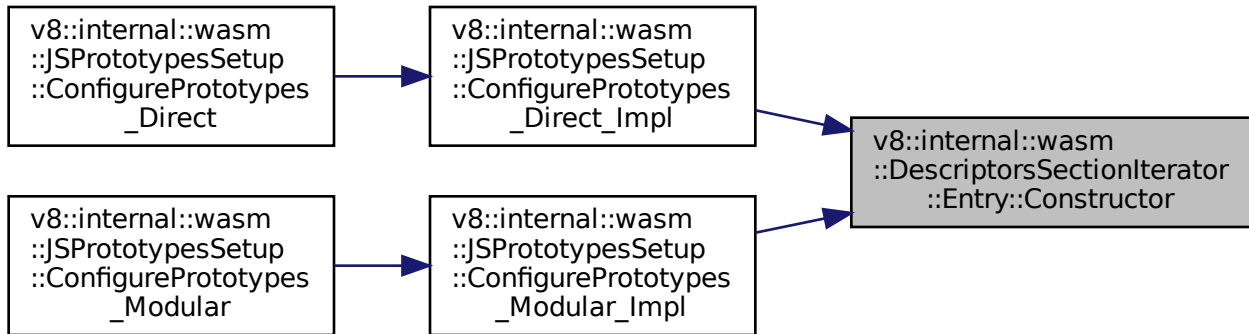 v8::internal::wasm
::JSPrototypesSetup
::ConfigurePrototypes
_Direct
v8::internal::wasm
::JSPrototypesSetup
::ConfigurePrototypes
_Direct_Impl
v8::internal::wasm
::DescriptorsSectionIterator
::Entry::Constructor
v8::internal::wasm
::JSPrototypesSetup
::ConfigurePrototypes
_Modular
v8::internal::wasm
::JSPrototypesSetup
::ConfigurePrototypes
_Modular_Impl